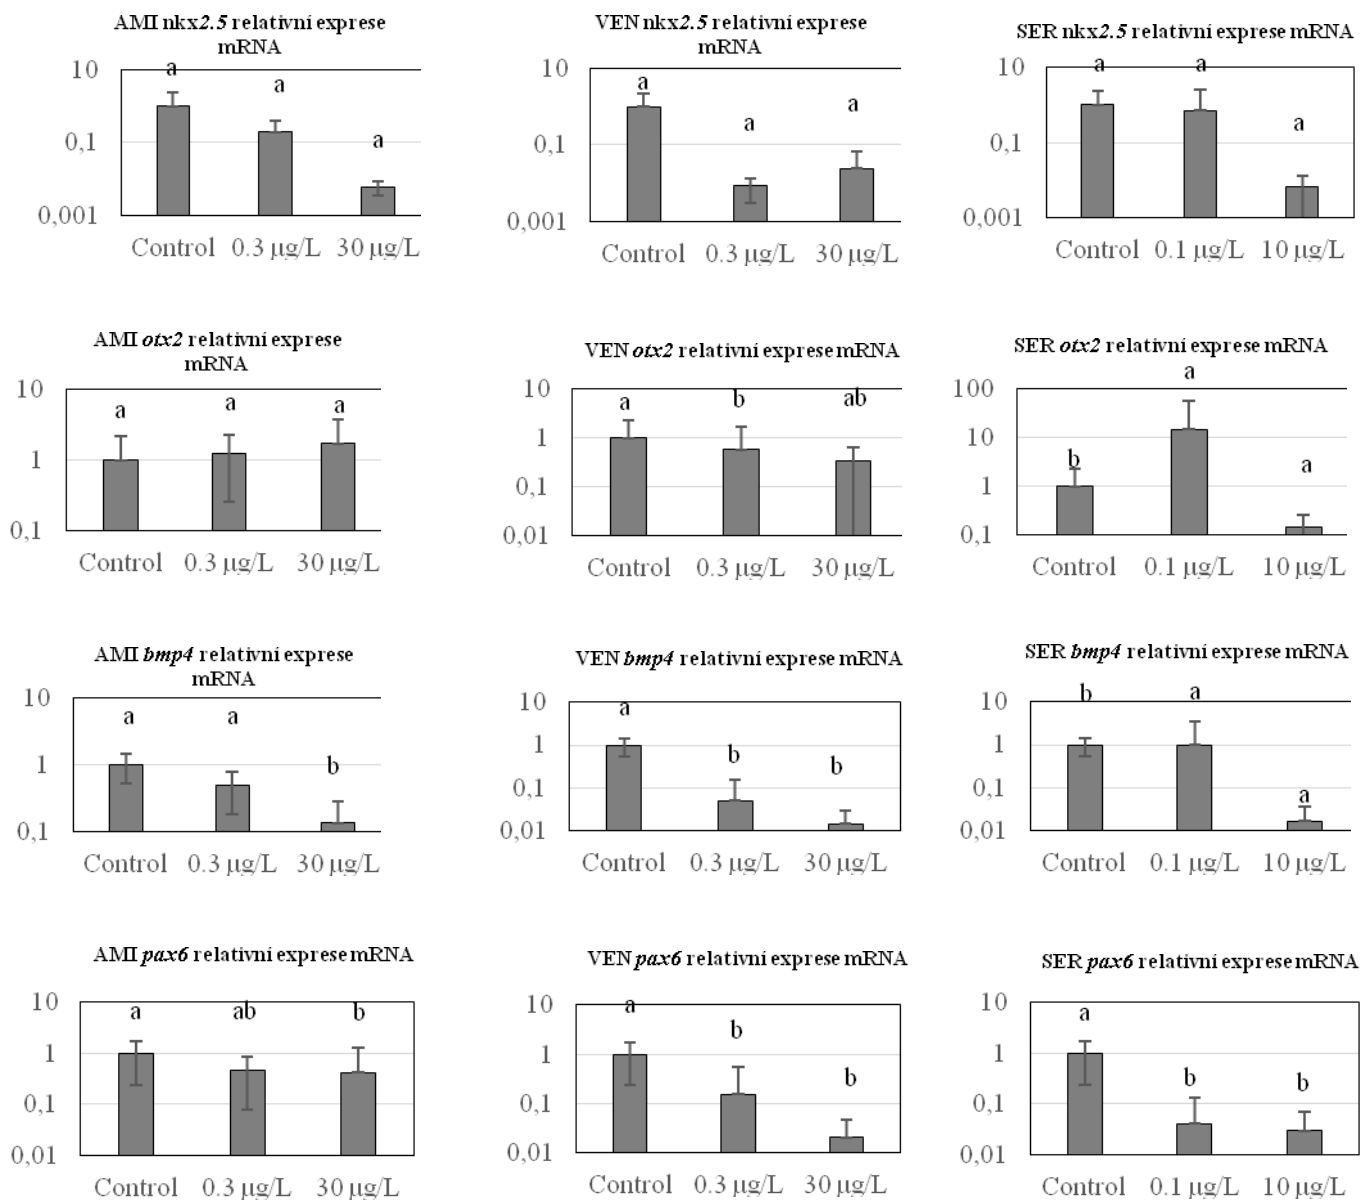 AMI nkx2.5 relativní exprese
mRNA
10
0,1
0,001
a
a
a
Control 0.3 µg/L 30 µg/L
VEN nkx2.5 relativní exprese
mRNA
10
0,1
0,001
a
a
a
Control 0.3 µg/L 30 µg/L
SER nkx2.5 relativní exprese mRNA
10
0,1
0,001
a
a
a
Control 0.1 µg/L 10 µg/L
AMI otx2 relativní exprese
mRNA
10
1
0,1
a
a
a
Control 0.3 µg/L 30 µg/L
VEN otx2 relativní exprese mRNA
10
1
0,1
0,01
a
b
ab
Control 0.3 µg/L 30 µg/L
SER otx2 relativní exprese mRNA
100
10
1
0,1
b
a
a
Control 0.1 µg/L 10 µg/L
AMI bmp4 relativní exprese
mRNA
10
1
0,1
a
a
b
Control 0.3 µg/L 30 µg/L
VEN bmp4 relativní exprese mRNA
10
1
0,1
0,01
a
b
b
Control 0.3 µg/L 30 µg/L
SER bmp4 relativní exprese mRNA
10
1
0,1
0,01
b
a
a
Control 0.1 µg/L 10 µg/L
AMI pax6 relativní exprese mRNA
10
1
0,1
0,01
a
ab
b
Control 0.3 µg/L 30 µg/L
VEN pax6 relativní exprese mRNA
10
1
0,1
0,01
a
b
b
Control 0.3 µg/L 30 µg/L
SER pax6 relativní exprese mRNA
10
1
0,1
0,01
a
b
b
Control 0.1 µg/L 10 µg/L